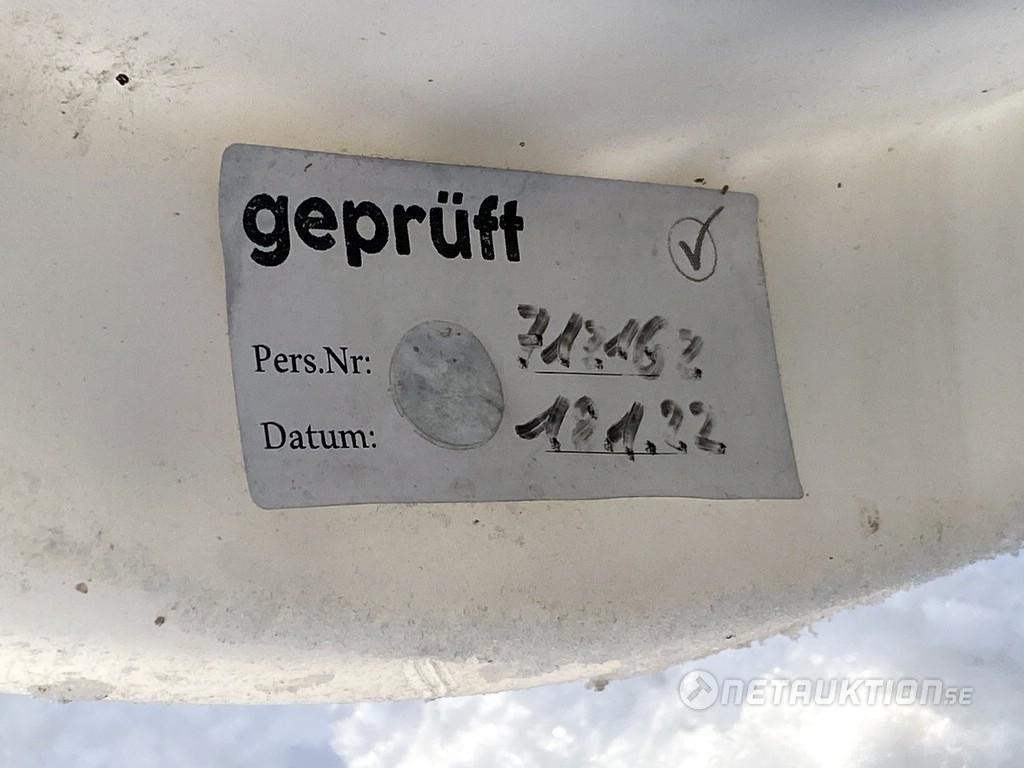 geprüft
Pers.Nr:
Datum:
NETAUKTION.SE